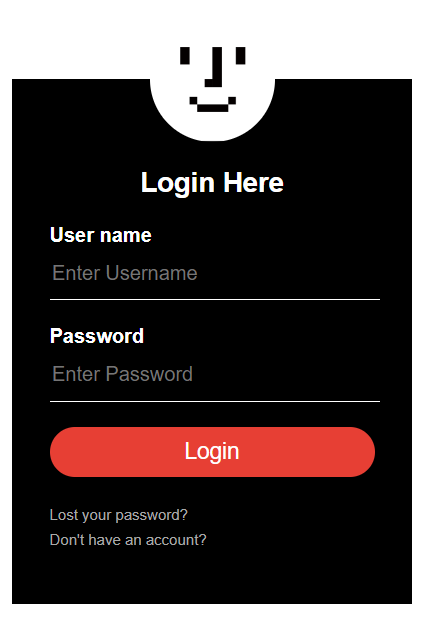 Login Here
User name
Enter Username
Password
Enter Password
Login
Lost your password?
Don't have an account?